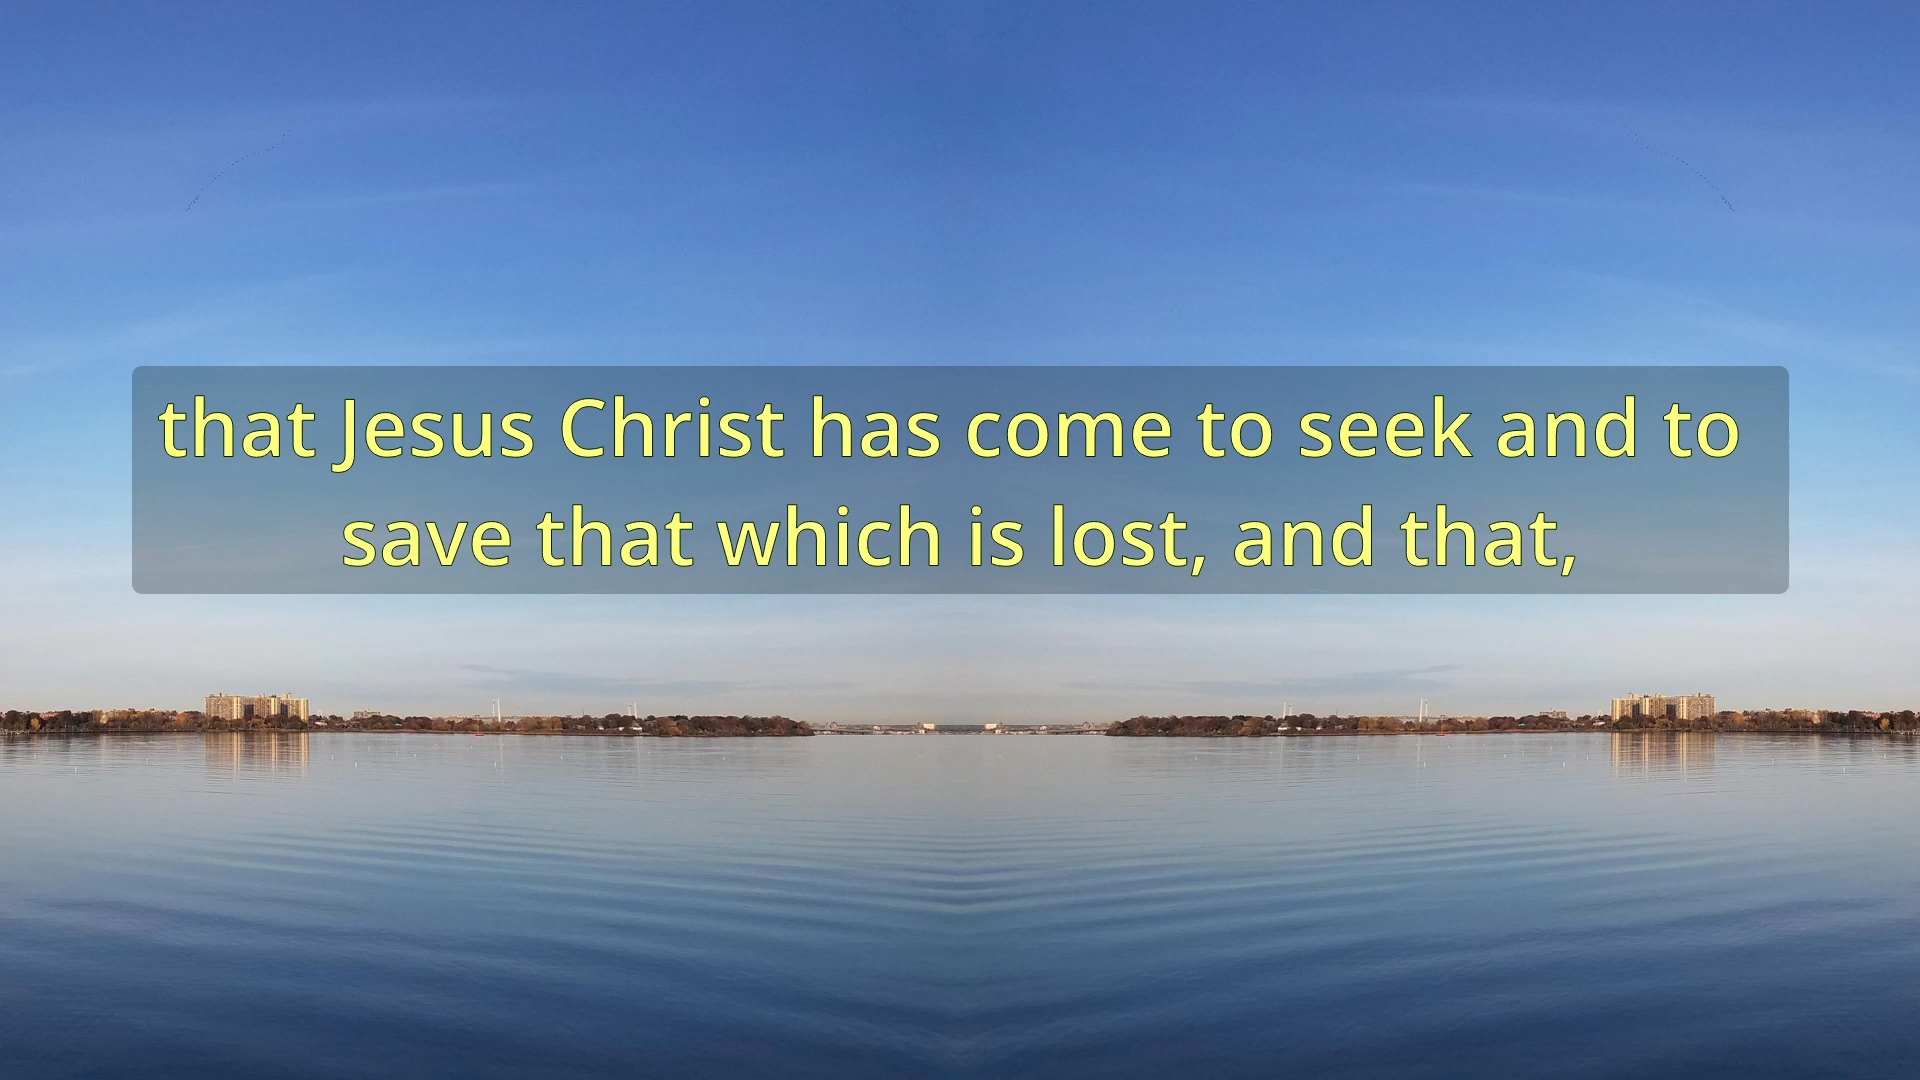 that Jesus Christ has come to seek and to
save that which is lost, and that,